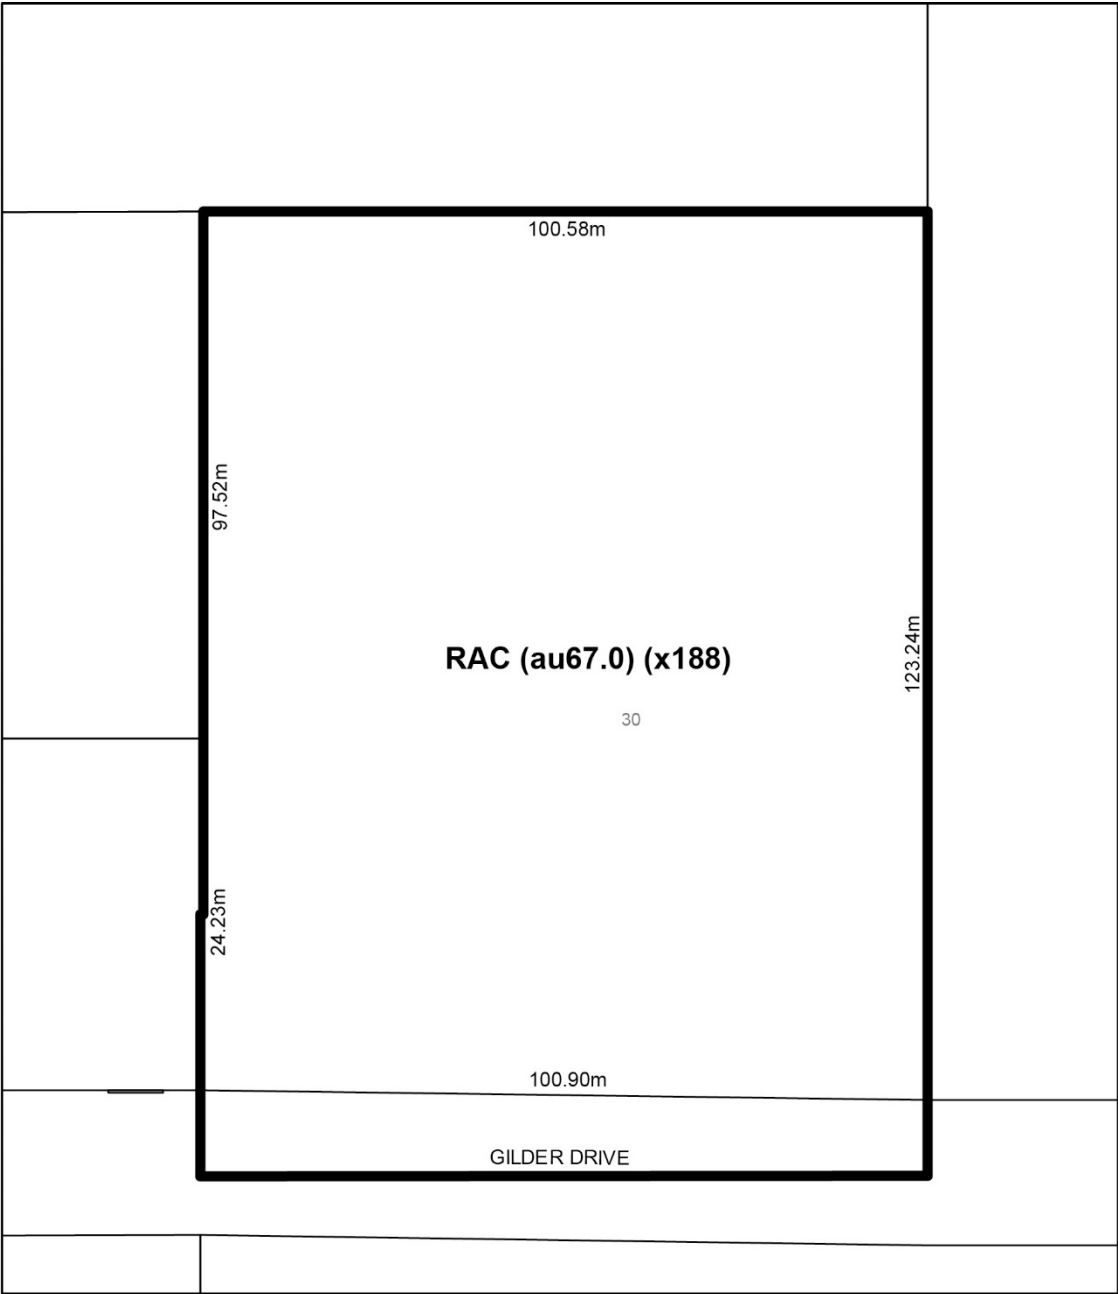 100.58m
97.52m
123.24m
RAC (au67.0) (x188)
30
24.23m
100.90m
GILDER DRIVE